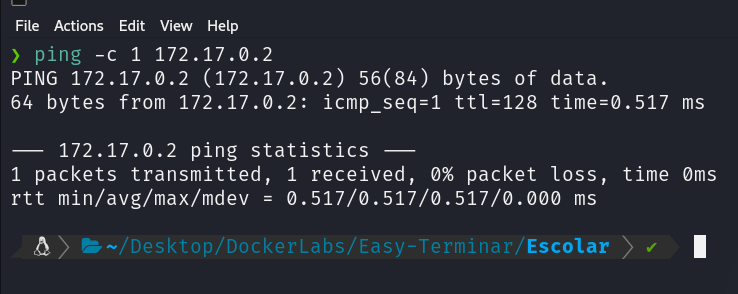 File Actions Edit View Help
❯ ping -c 1 172.17.0.2
PING 172.17.0.2 (172.17.0.2) 56(84) bytes of data.
64 bytes from 172.17.0.2: icmp_seq=1 ttl=128 time=0.517 ms
--- 172.17.0.2 ping statistics ---
1 packets transmitted, 1 received, 0% packet loss, time 0ms
rtt min/avg/max/mdev = 0.517/0.517/0.517/0.000 ms
~/Desktop/DockerLabs/Easy-Terminar/Escolar ✔